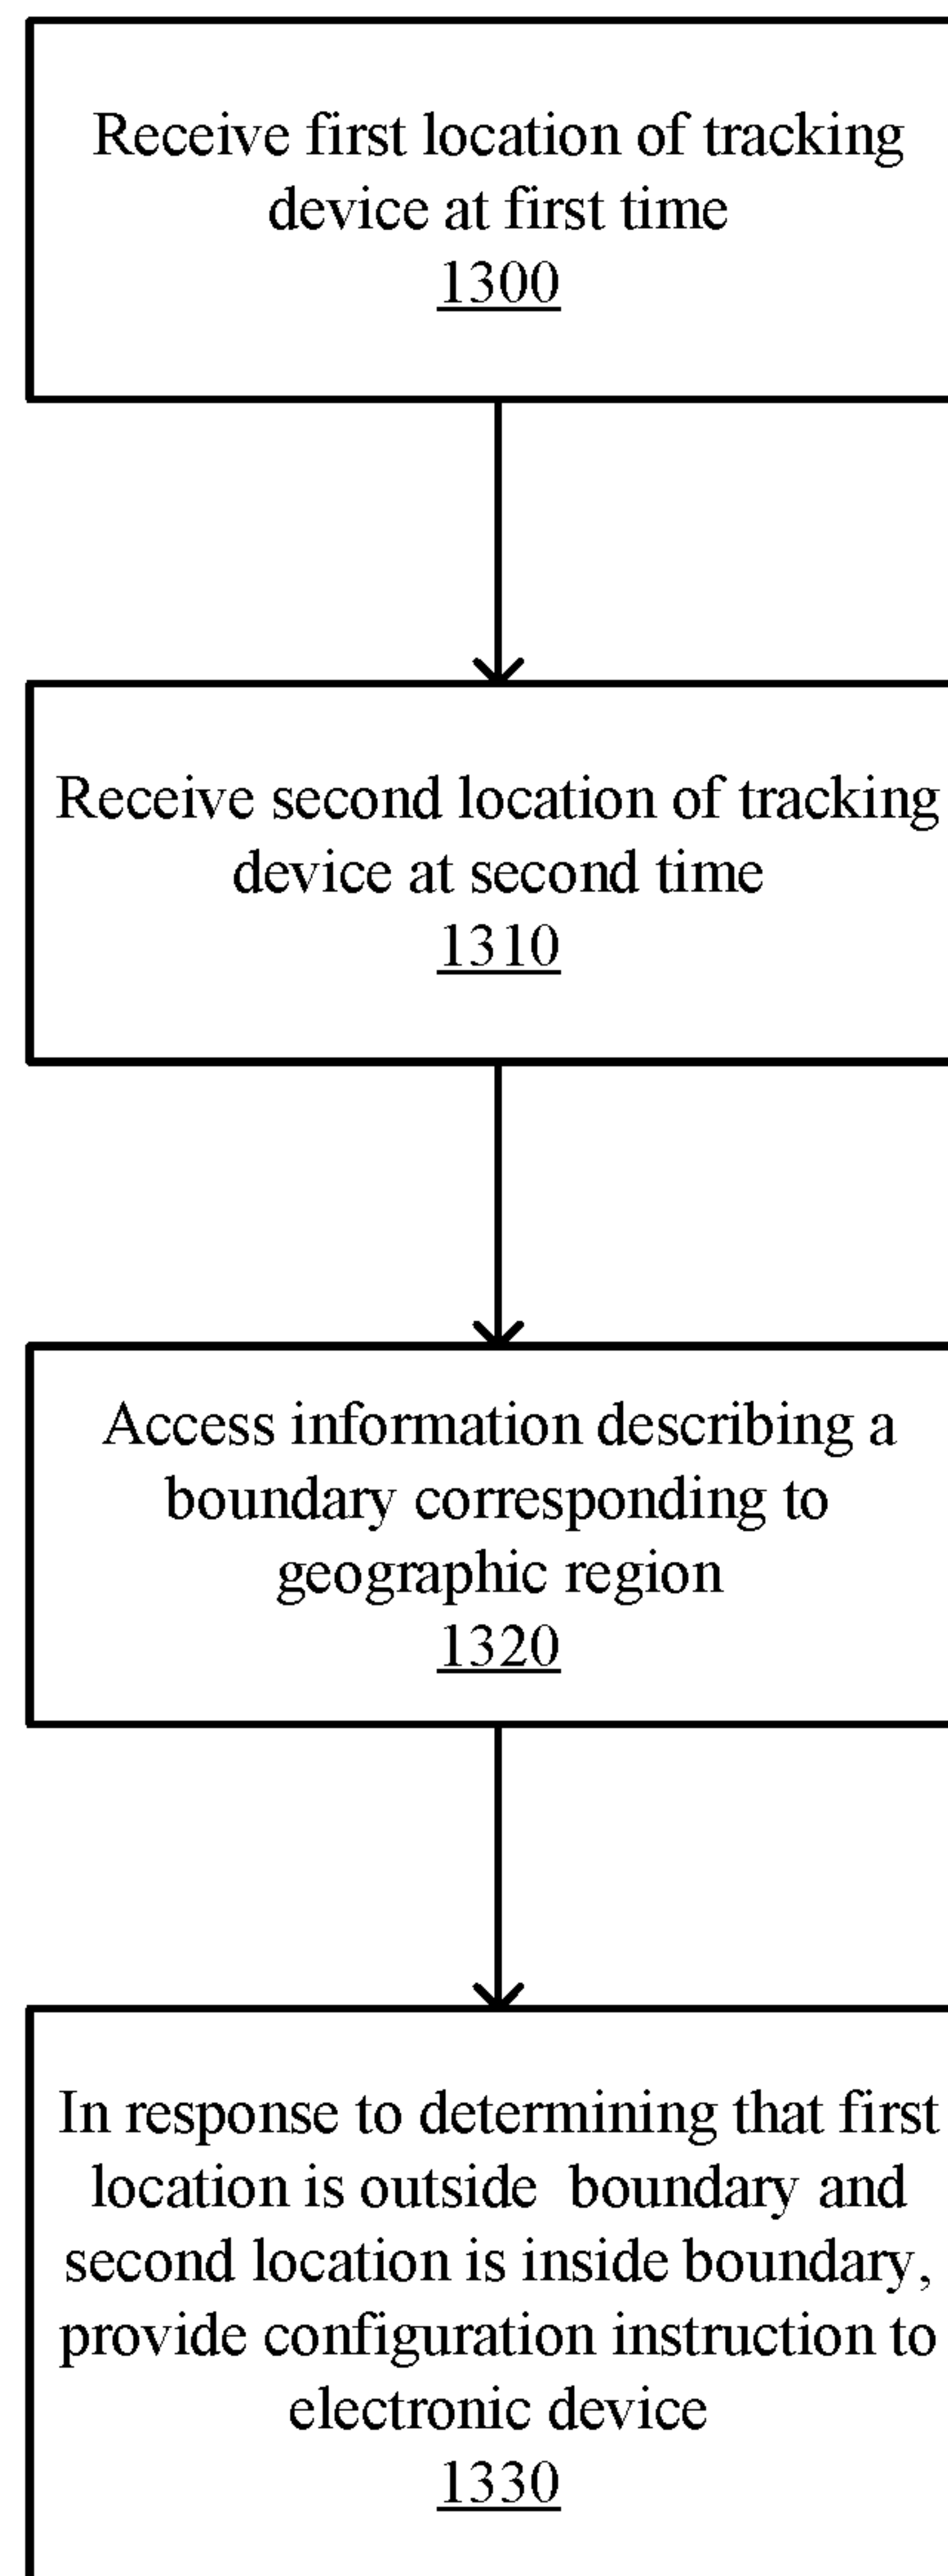 Receive first location of tracking
device at first time
1300
Receive second location of tracking
device at second time
1310
Access information describing a
boundary corresponding to
geographic region
1320
In response to determining that first
location is outside  boundary and
second location is inside boundary,
provide configuration instruction to
electronic device
1330